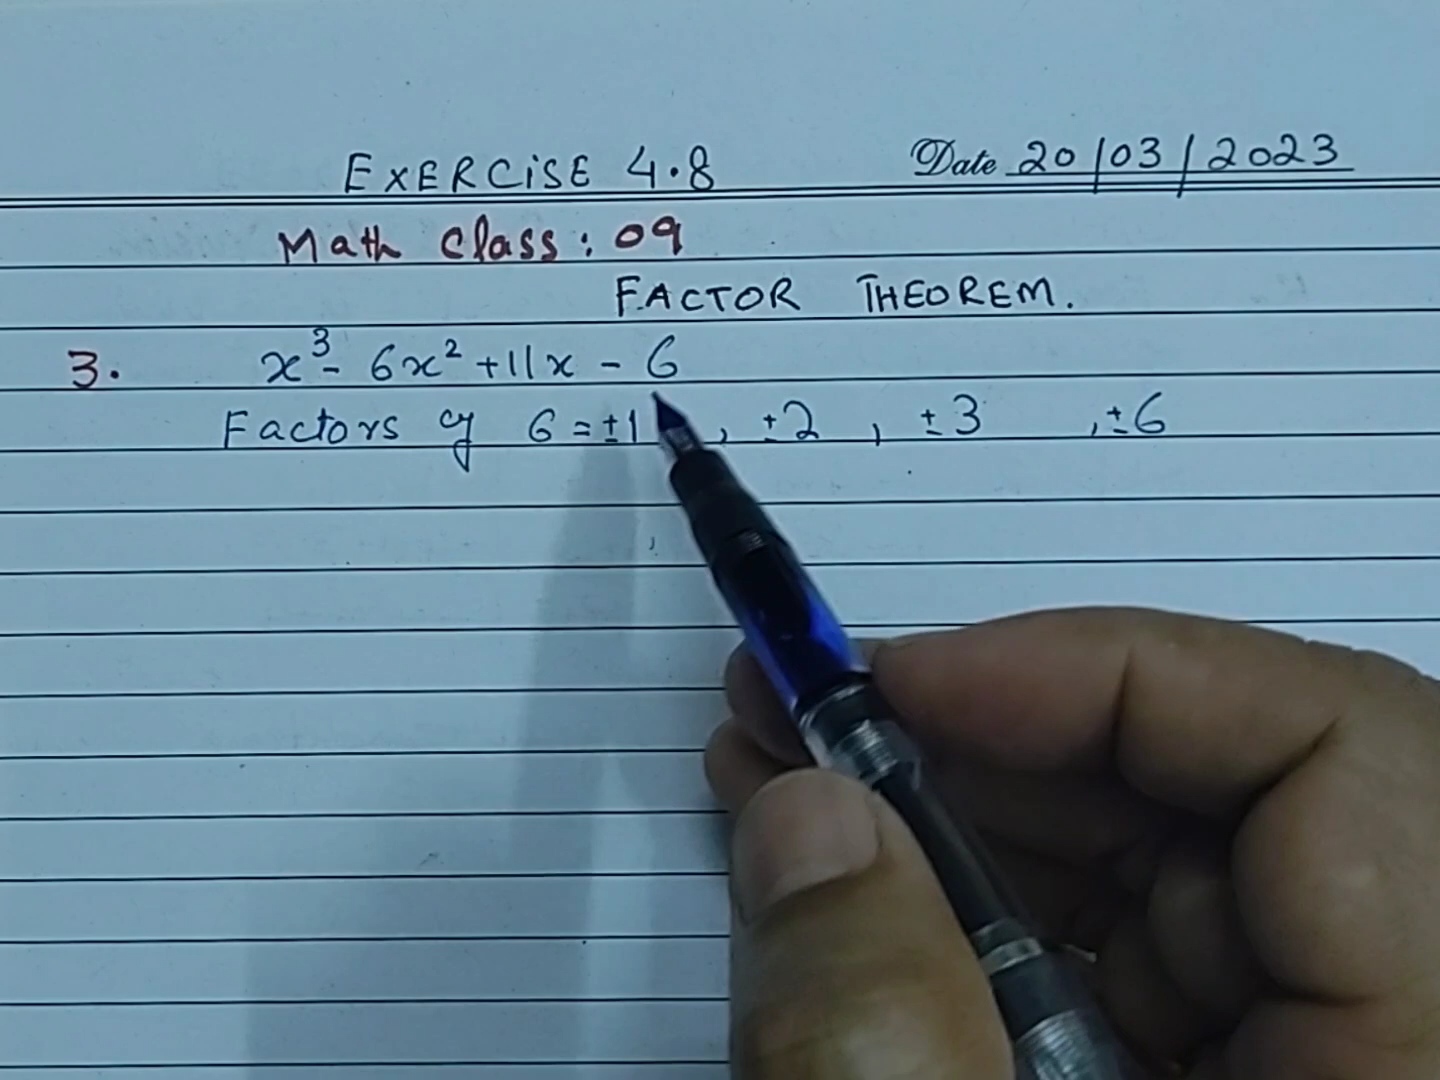 EXERCISE 4.8 Date 20/03/2023
Math Class: 09
FACTOR THEOREM.
3. x³ - 6x² + 11x - 6
Factors of 6 = ±1, ±2, ±3, ±6